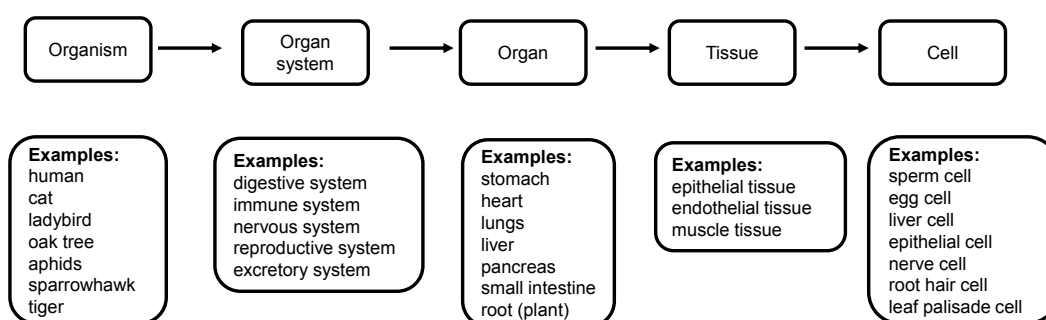 Organism
Organ
system
Organ
Tissue
Cell
Examples:
human
cat
ladybird
oak tree
aphids
sparrowhawk
tiger
Examples:
digestive system
immune system
nervous system
reproductive system
excretory system
Examples:
stomach
heart
lungs
liver
pancreas
small intestine
root (plant)
Examples:
epithelial tissue
endothelial tissue
muscle tissue
Examples:
sperm cell
egg cell
liver cell
epithelial cell
nerve cell
root hair cell
leaf palisade cell